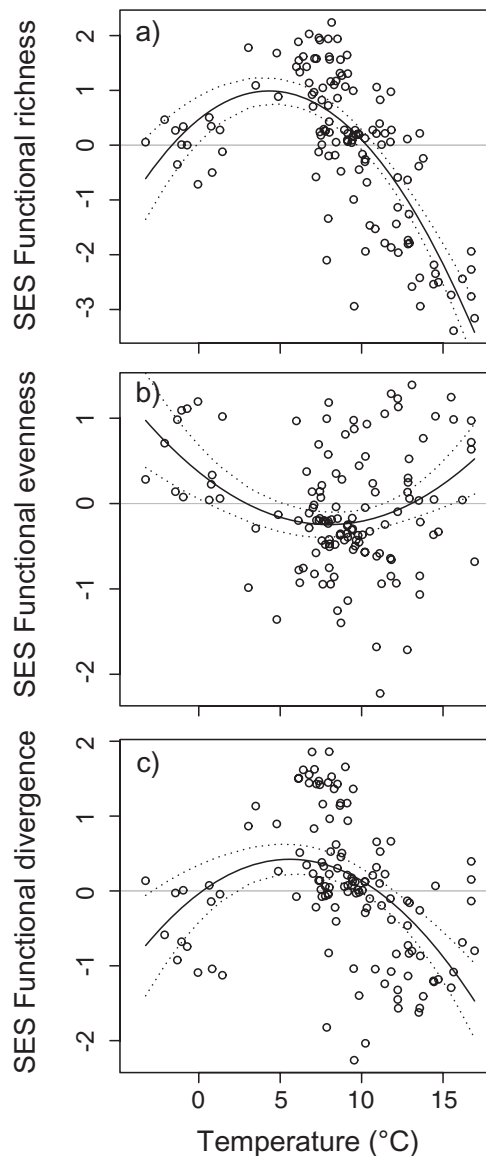 a)
SES Functional richness
2
1
0
-1
-2
-3
b)
SES Functional evenness
1
0
-1
-2
c)
SES Functional divergence
2
1
0
-1
-2
0 5 10 15
Temperature (°C)